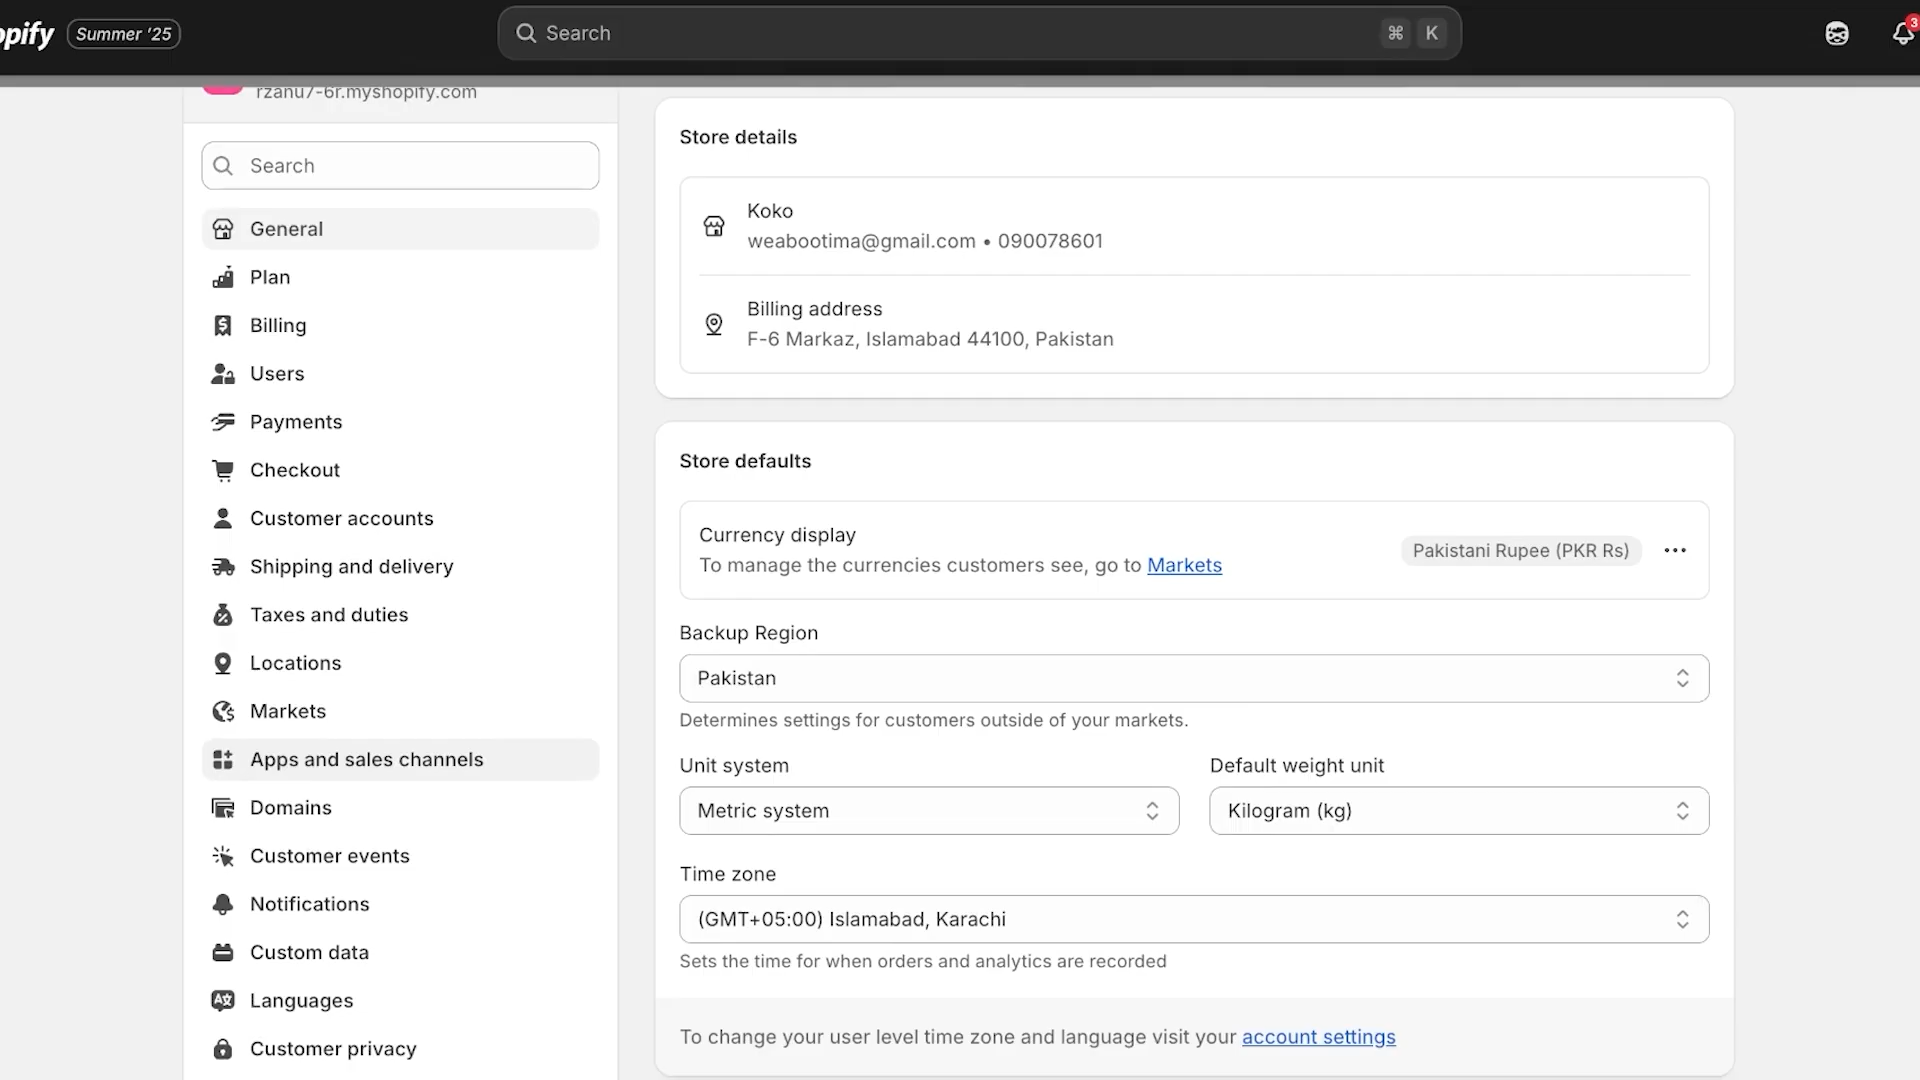 opify
Summer '25
Search
⌘ K
3
rzanu7-6r.myshopify.com
Search
General
Plan
Billing
Users
Payments
Checkout
Customer accounts
Shipping and delivery
Taxes and duties
Locations
Markets
Apps and sales channels
Domains
Customer events
Notifications
Custom data
Languages
Customer privacy
Store details
Koko
weabootima@gmail.com • 090078601
Billing address
F-6 Markaz, Islamabad 44100, Pakistan
Store defaults
Currency display
To manage the currencies customers see, go to Markets
Pakistani Rupee (PKR Rs)
Backup Region
Pakistan
Determines settings for customers outside of your markets.
Unit system
Default weight unit
Metric system
Kilogram (kg)
Time zone
(GMT+05:00) Islamabad, Karachi
Sets the time for when orders and analytics are recorded
To change your user level time zone and language visit your account settings